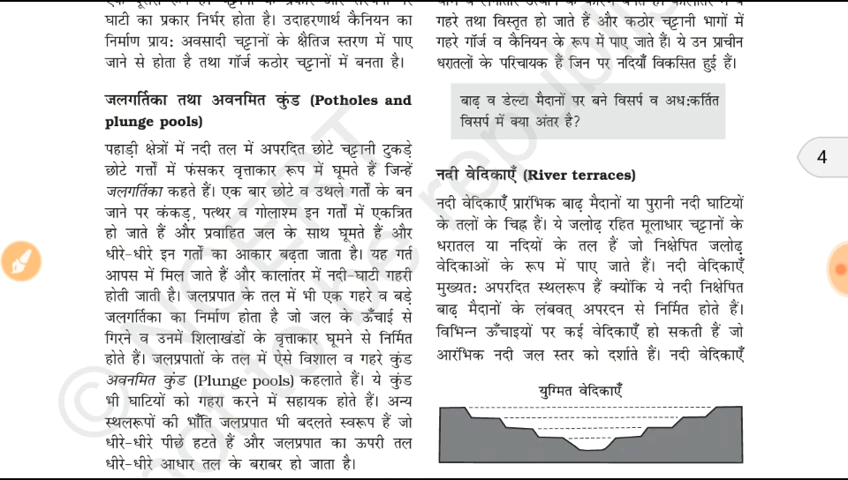 घाटी का प्रकार निर्भर होता है। उदाहरणार्थ कैनियन का
निर्माण प्राय: अवसादी चट्टानों के क्षैतिज स्तरण में पाए
जाने से होता है तथा गॉर्ज कठोर चट्टानों में बनता है।
जलगर्तिका तथा अवनमित कुंड (Potholes and
plunge pools)
पहाड़ी क्षेत्रों में नदी तल में अपरदित छोटे चट्टानी टुकड़े
छोटे गर्तों में फंसकर वृत्ताकार रूप में घूमते हैं जिन्हें
जलगर्तिका कहते हैं। एक बार छोटे व उथले गर्तों के बन
जाने पर कंकड़, पत्थर व गोलाश्म इन गर्तों में एकत्रित
हो जाते हैं और प्रवाहित जल के साथ घूमते हैं और
धीरे-धीरे इन गर्तों का आकार बढ़ता जाता है। यह गर्त
आपस में मिल जाते हैं और कालांतर में नदी-घाटी गहरी
होती जाती है। जलप्रपात के तल में भी एक गहरे व बड़े
जलगर्तिका का निर्माण होता है जो जल के ऊँचाई से
गिरने व उनमें शिलाखंडों के वृत्ताकार घूमने से निर्मित
होते हैं। जलप्रपातों के तल में ऐसे विशाल व गहरे कुंड
अवनमित कुंड (Plunge pools) कहलाते हैं। ये कुंड
भी घाटियों को गहरा करने में सहायक होते हैं। अन्य
स्थलरूपों की भाँति जलप्रपात भी बदलते स्वरूप हैं जो
धीरे-धीरे पीछे हटते हैं और जलप्रपात का ऊपरी तल
धीरे-धीरे आधार तल के बराबर हो जाता है।
गहरे तथा विस्तृत हो जाते हैं और कठोर चट्टानी भागों में
गहरे गॉर्ज व कैनियन के रूप में पाए जाते हैं। ये उन प्राचीन
धरातलों के परिचायक हैं जिन पर नदियाँ विकसित हुई हैं।
बाढ़ व डेल्टा मैदानों पर बने विसर्प व अध:कर्तित
विसर्प में क्या अंतर है?
नदी वेदिकाएँ (River terraces)
नदी वेदिकाएँ प्रारंभिक बाढ़ मैदानों या पुरानी नदी घाटियों
के तलों के चिह्न हैं। ये जलोढ़ रहित मूलाधार चट्टानों के
धरातल या नदियों के तल हैं जो निक्षेपित जलोढ़
वेदिकाओं के रूप में पाए जाते हैं। नदी वेदिकाएँ
मुख्यत: अपरदित स्थलरूप हैं क्योंकि ये नदी निक्षेपित
बाढ़ मैदानों के लंबवत् अपरदन से निर्मित होते हैं।
विभिन्न ऊँचाइयों पर कई वेदिकाएँ हो सकती हैं जो
आरंभिक नदी जल स्तर को दर्शाते हैं। नदी वेदिकाएँ
युग्मित वेदिकाएँ
4
© NCERT
not to be republi